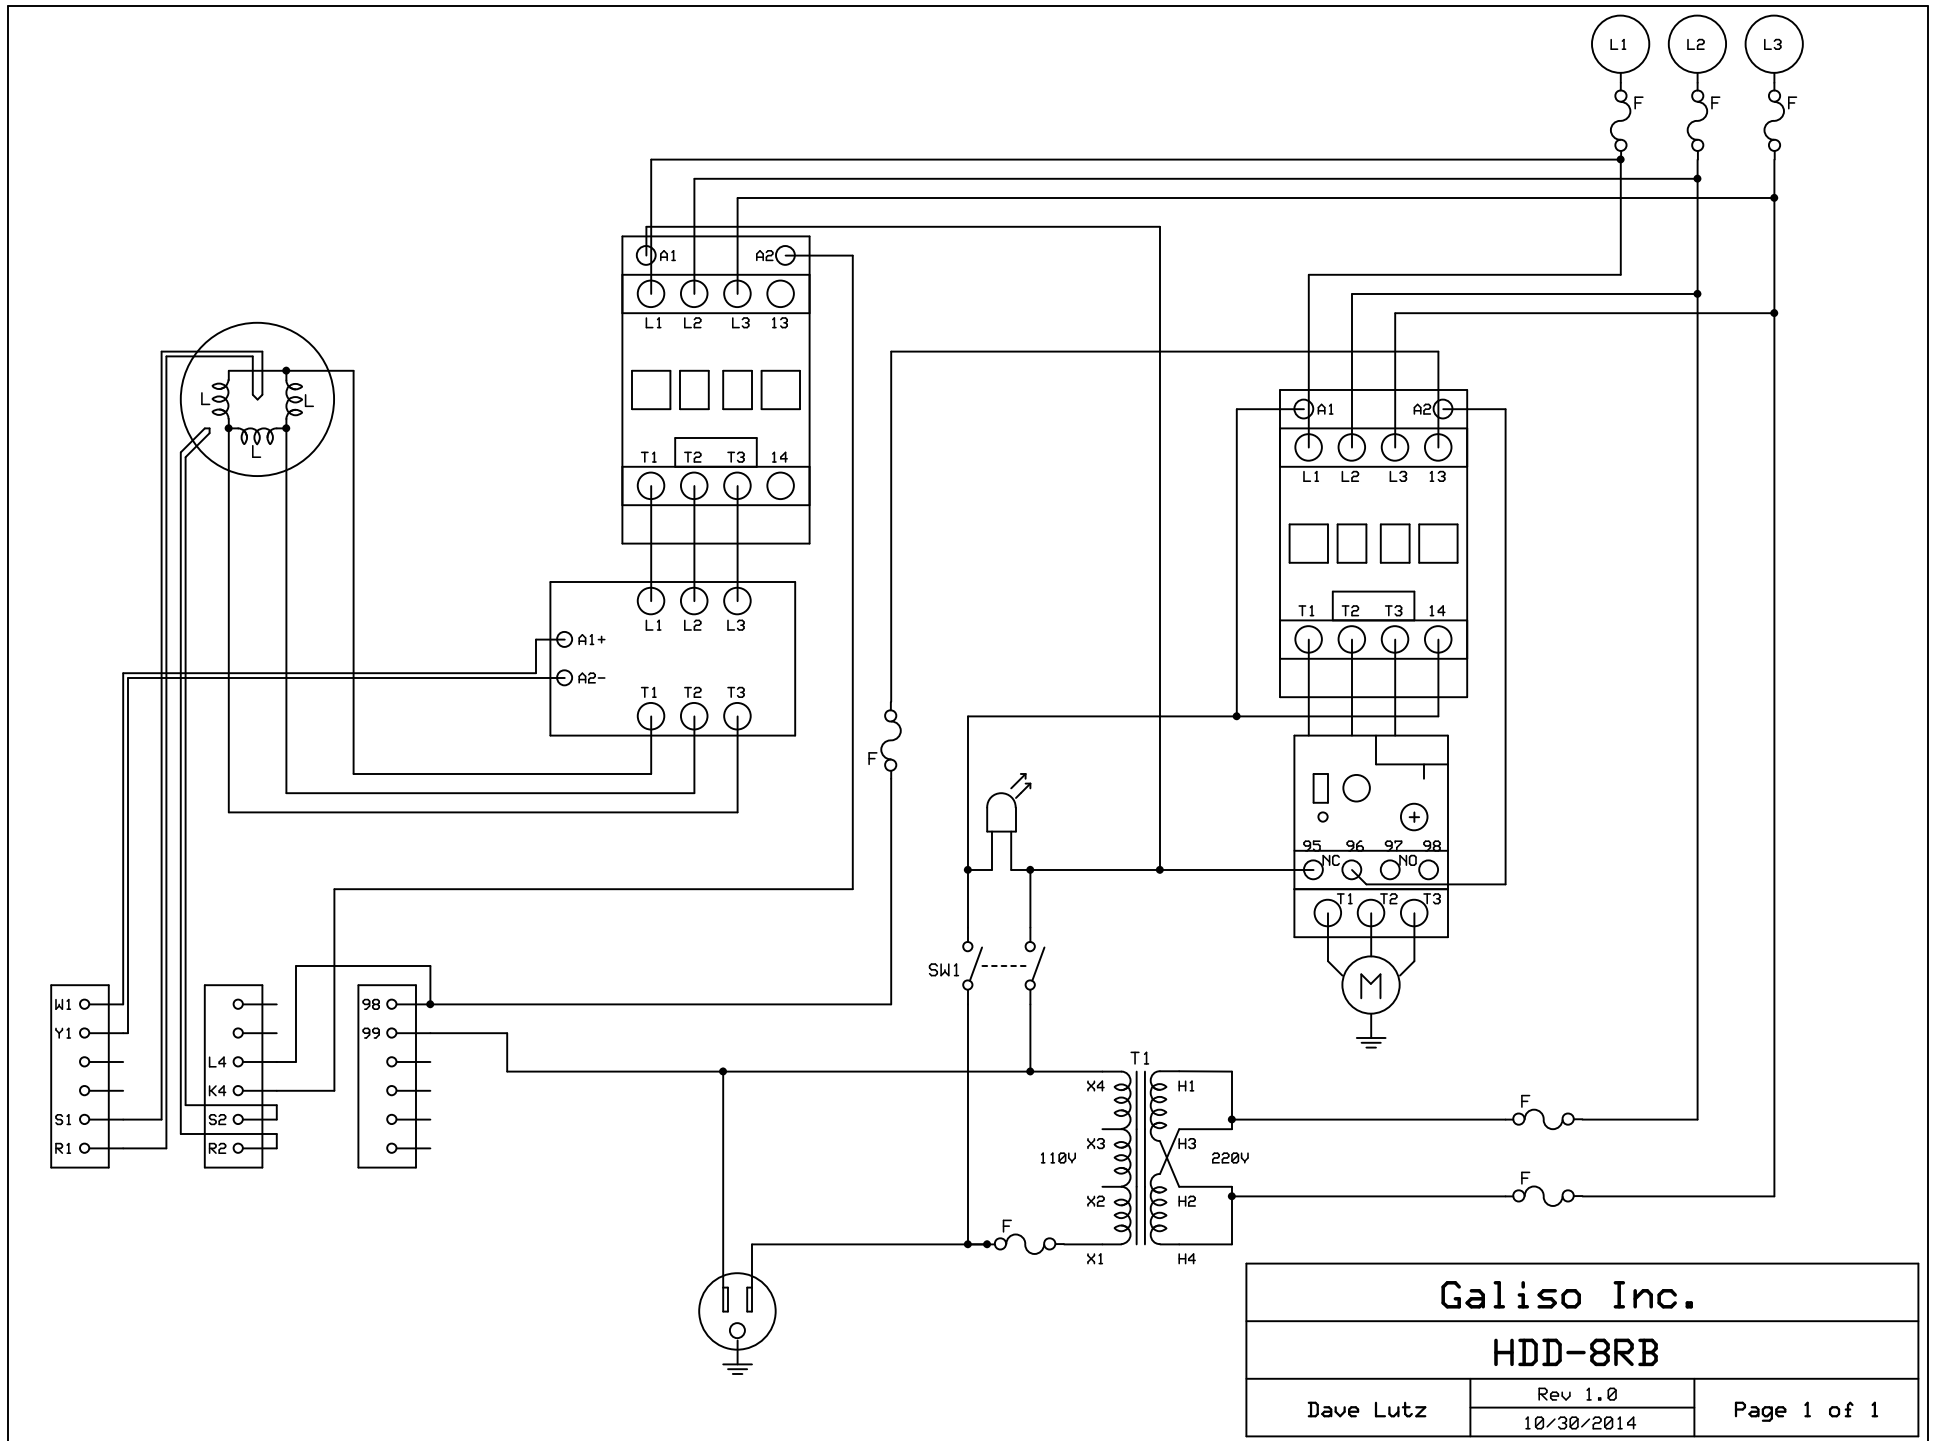 L1 L2 L3
F F F
A1 A2
L1 L2 L3 13
L L
L
A1 A2
T1 T2 T3 14
L1 L2 L3 13
T1 T2 T3 14
L1 L2 L3
A1+
A2-
T1 T2 T3
F
95 96 97 98
NC NO
T1 T2 T3
SW1
M
W1 98
Y1 99
L4
K4
S1 S2
R1 R2
T1
X4 H1
F
X3 H3
110V 220V
F
X2 H2
F
X1 H4
Galiso Inc.
HDD-8RB
Dave Lutz
Rev 1.0
10/30/2014
Page 1 of 1